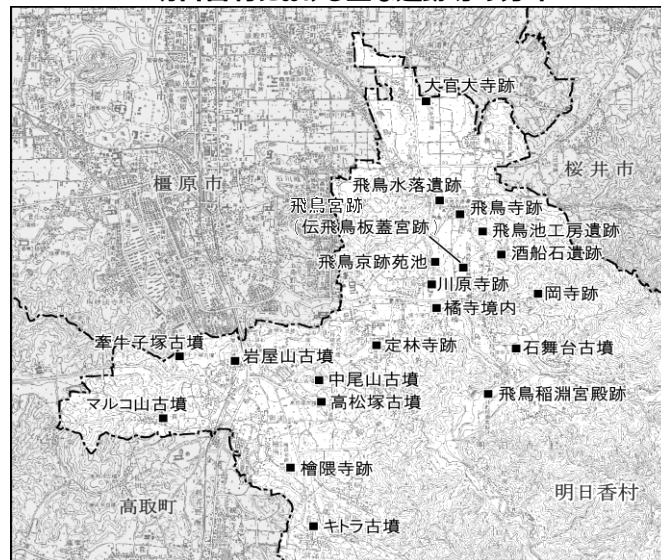 大官大寺跡
桜井市
橿原市
飛鳥水落遺跡
飛鳥宮跡
飛鳥寺跡
(伝飛鳥板蓋宮跡)
飛鳥池工房遺跡
酒船石遺跡
飛鳥京跡苑池
川原寺跡
岡寺跡
橘寺境内
牽牛子塚古墳
岩屋山古墳
定林寺跡
石舞台古墳
中尾山古墳
マルコ山古墳
高松塚古墳
飛鳥稲淵宮殿跡
檜隈寺跡
高取町
明日香村
キトラ古墳